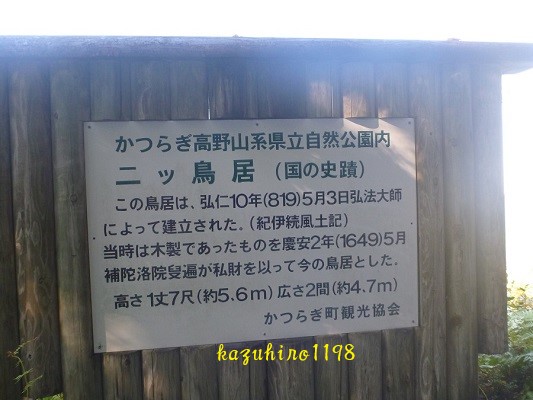 かつらぎ高野山系県立自然公園内
二ッ鳥居 (国の史蹟)
この鳥居は、弘仁10年(819)5月3日弘法大師
によって建立された。(紀伊続風土記)
当時は木製であったものを慶安2年(1649)5月
補陀洛院叟遍が私財を以って今の鳥居とした。
高さ1丈7尺(約5.6m)広さ2間(約4.7m)
かつらぎ町観光協会
kazuhiro1198